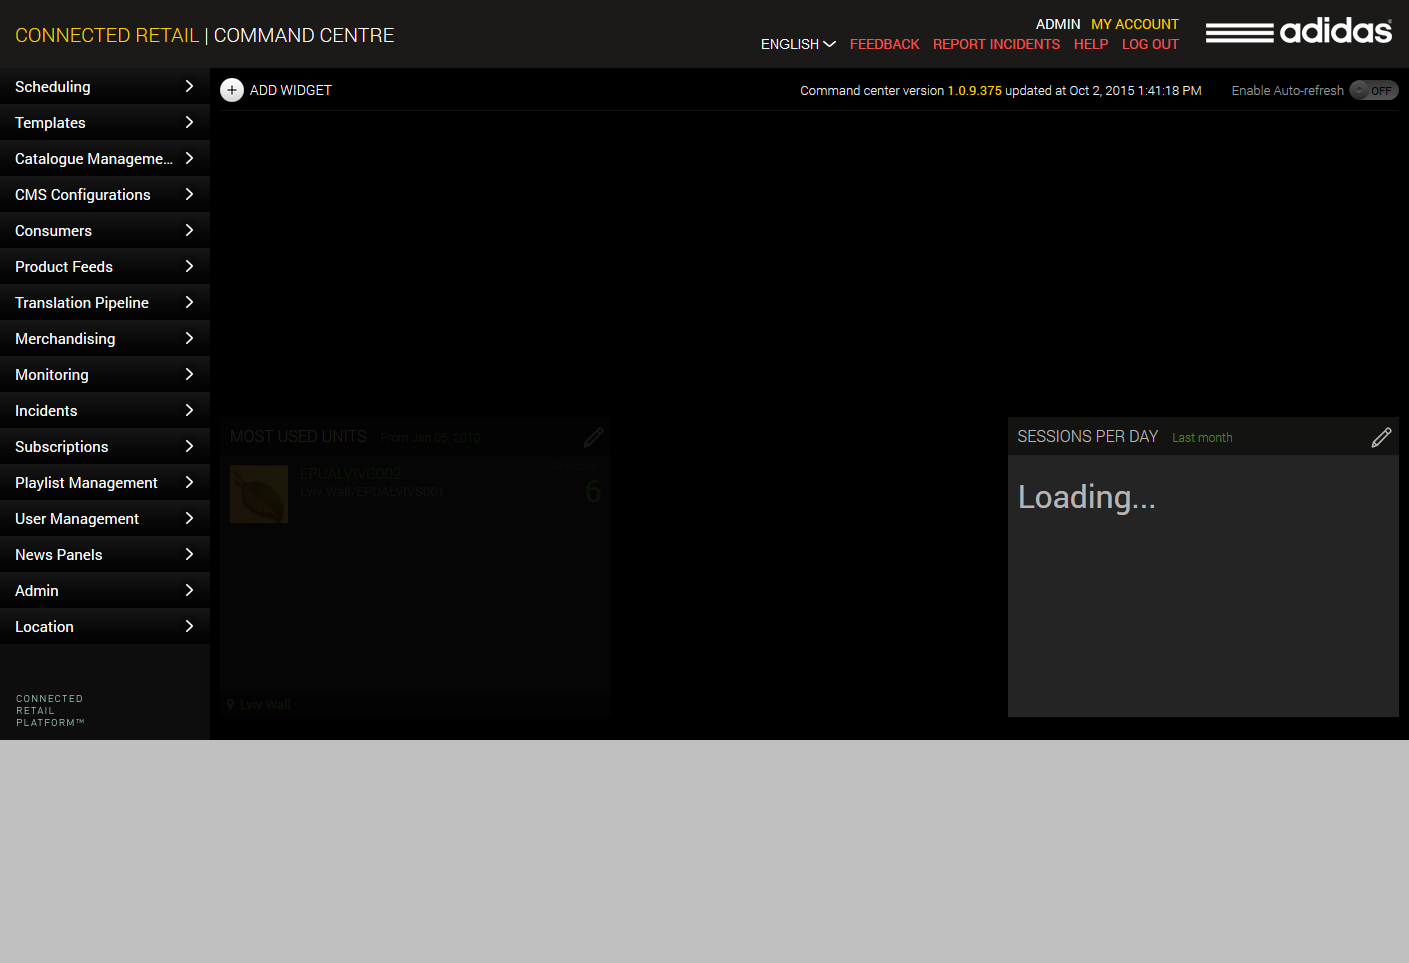 CONNECTED RETAIL | COMMAND CENTRE
ADMIN MY ACCOUNT
ENGLISH FEEDBACK REPORT INCIDENTS HELP LOG OUT
adidas
Scheduling
Templates
Catalogue Manageme...
CMS Configurations
Consumers
Product Feeds
Translation Pipeline
Merchandising
Monitoring
Incidents
Subscriptions
Playlist Management
User Management
News Panels
Admin
Location
CONNECTED
RETAIL
PLATFORM™
ADD WIDGET
Command center version 1.0.9.375 updated at Oct 2, 2015 1:41:18 PM
Enable Auto-refresh OFF
MOST USED UNITS From Jan 05, 2010
EPUALVIVC002
Lviv Wall/EPUALVIVS001
6
Lviv Wall
SESSIONS PER DAY Last month
Loading...